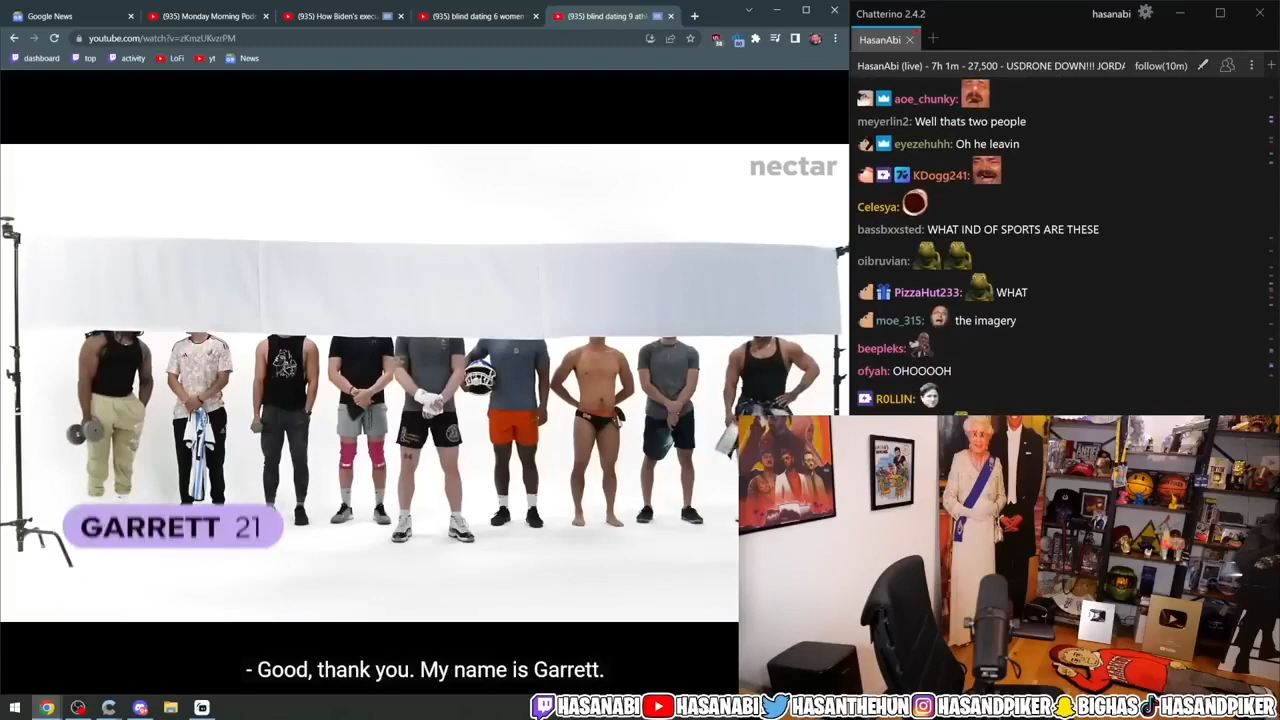 Google News
(935) Monday Morning Pod
(935) How Biden's exec
(935) blind dating 6 women
(935) blind dating 9 ath
youtube.com/watch?v=zKmzUKvzrPM
dashboard
top
activity
LoFi
yt
News
Chatterino 2.4.2
hasanabi
HasanAbi
HasanAbi (live) - 7h 1m - 27,500 - USDRONE DOWN!!! JORDA
follow(10m)
aoe_chunky:
meyerlin2: Well thats two people
eyezehuhh: Oh he leavin
KDogg241:
Celesya:
bassbxxsted: WHAT IND OF SPORTS ARE THESE
oibruvian:
PizzaHut233: WHAT
moe_315: the imagery
beepleks:
ofyah: OHOOOOH
R0LLIN:
nectar
GARRETT 21
- Good, thank you. My name is Garrett.
HASANABI
HASANABI
HASANTHEHUN
HASANDPIKER
BIGHAS
HASANDPIKER